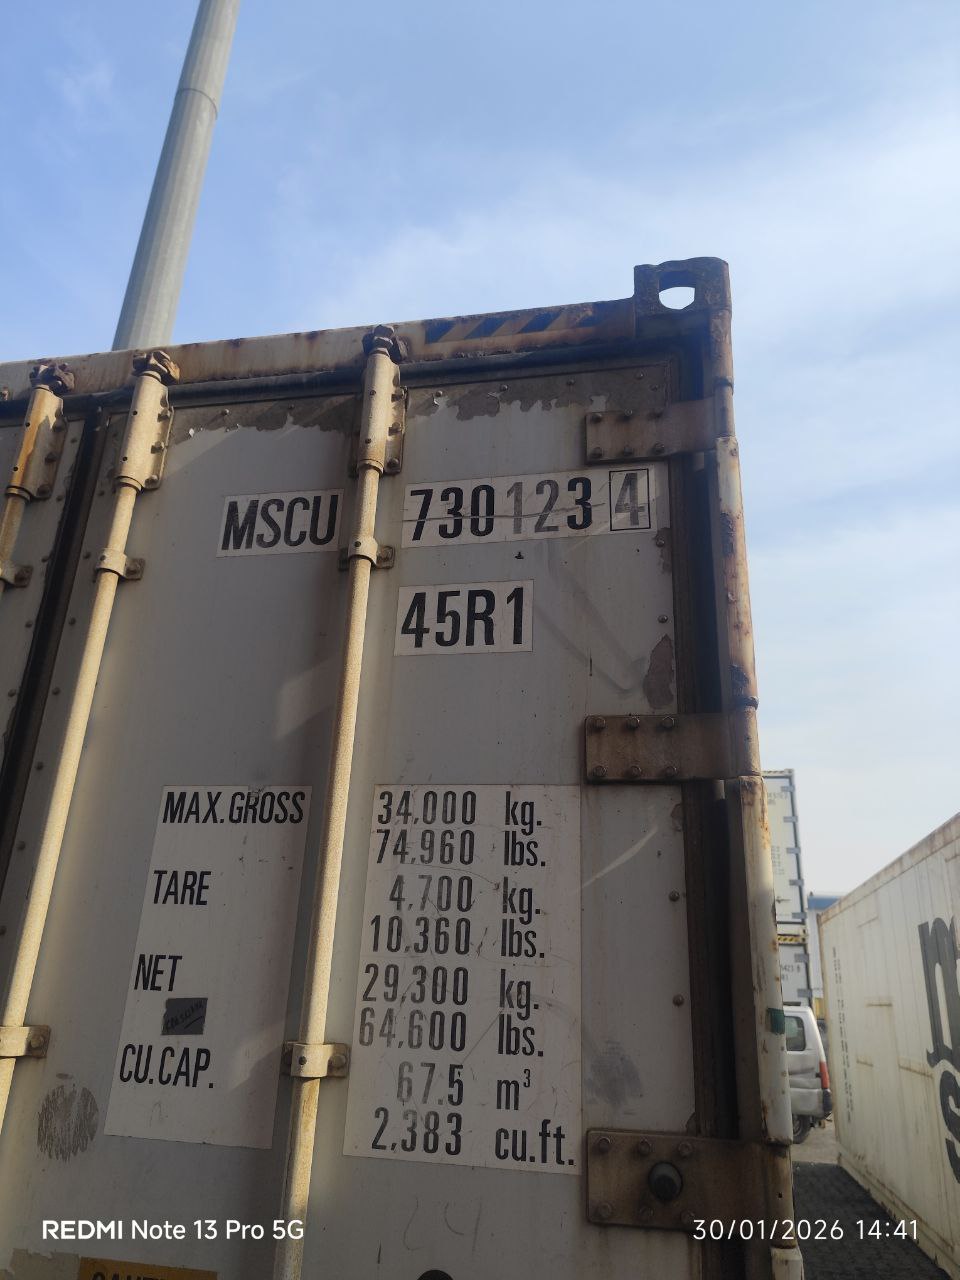 MSCU 730123 4
45R1
MAX.GROSS 34,000 kg.
74,960 lbs.
TARE 4,700 kg.
10,360 lbs.
NET 29,300 kg.
64,600 lbs.
CU.CAP. 67.5 m³
2,383 cu.ft.
REDMI Note 13 Pro 5G
30/01/2026 14:41